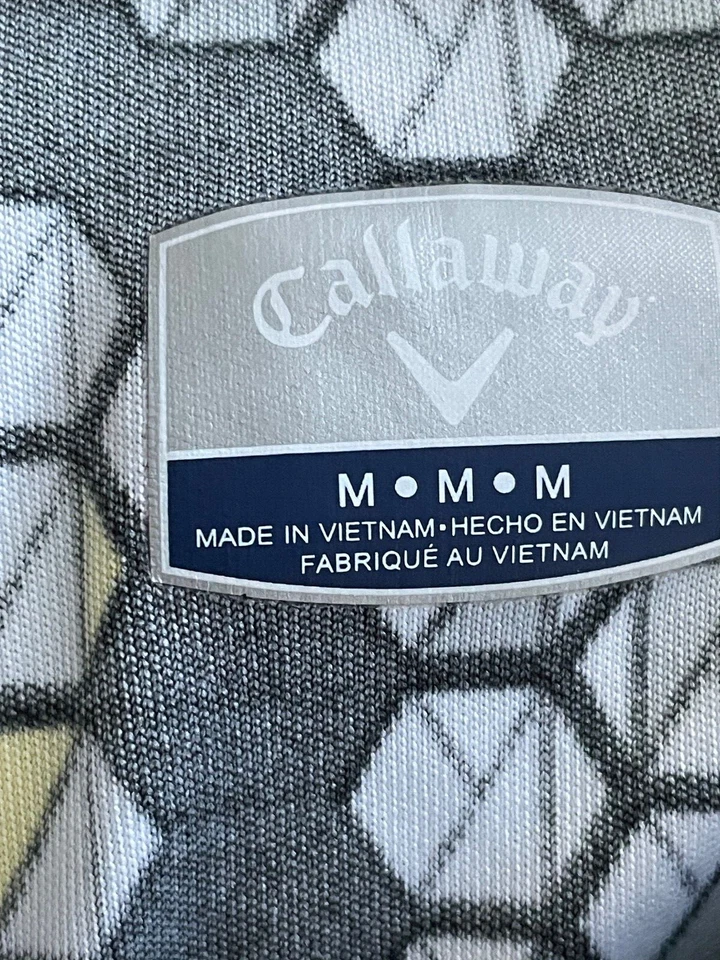 Callaway
M • M • M
MADE IN VIETNAM • HECHO EN VIETNAM
FABRIQUÉ AU VIETNAM